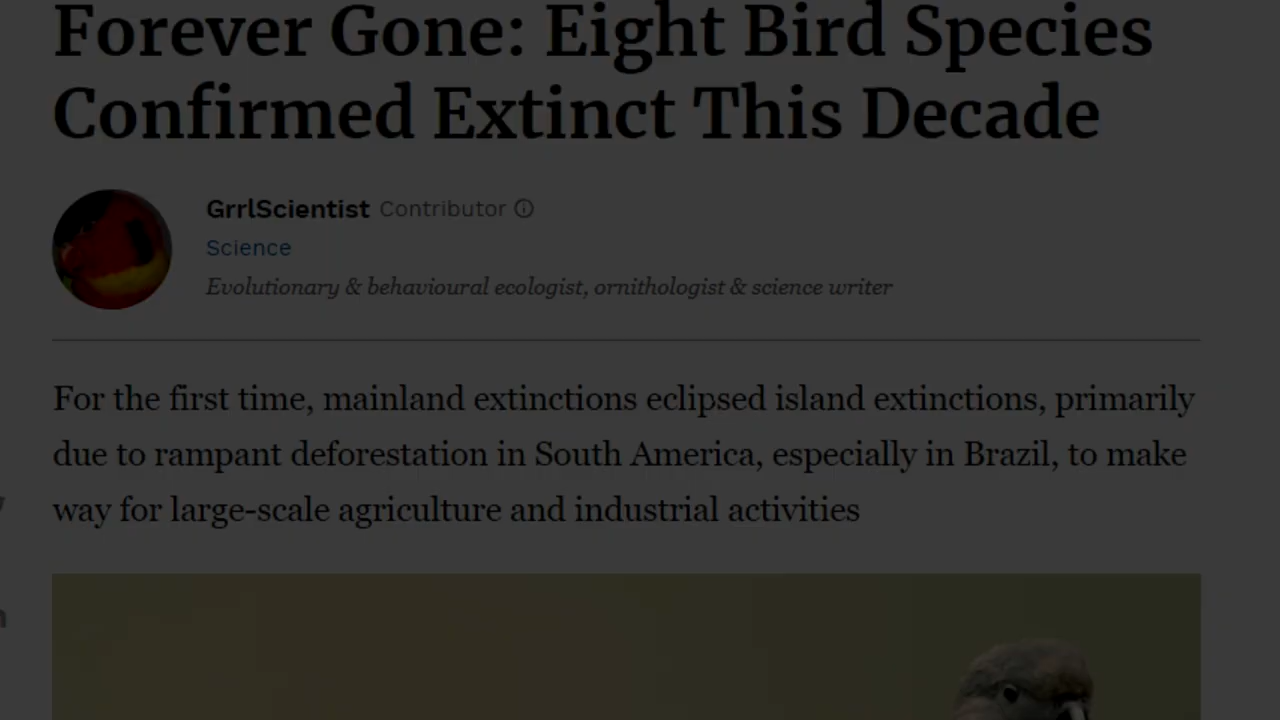 Forever Gone: Eight Bird Species
Confirmed Extinct This Decade
GrrlScientist Contributor
Science
Evolutionary & behavioural ecologist, ornithologist & science writer
For the first time, mainland extinctions eclipsed island extinctions, primarily
due to rampant deforestation in South America, especially in Brazil, to make
way for large-scale agriculture and industrial activities